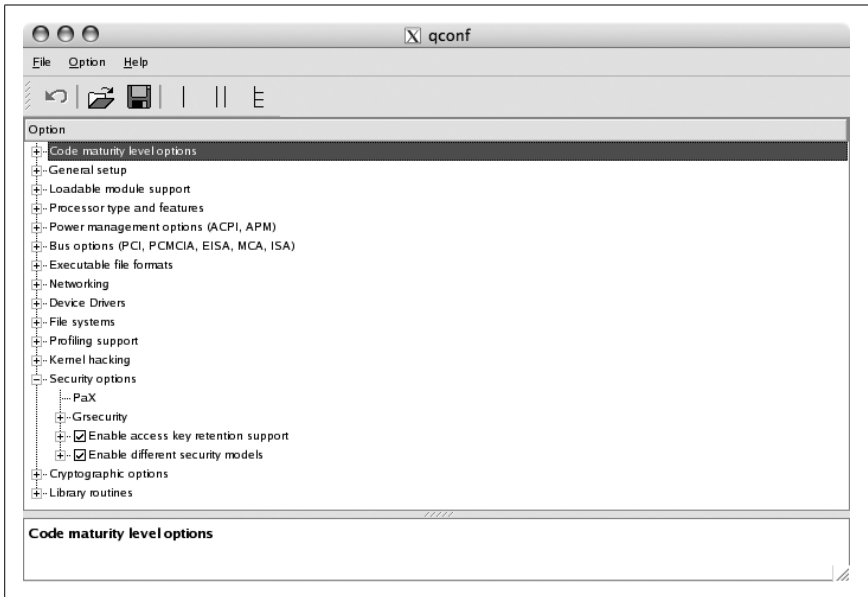 qconf
File Option Help
Option
Code maturity level options
General setup
Loadable module support
Processor type and features
Power management options (ACPI, APM)
Bus options (PCI, PCMCIA, EISA, MCA, ISA)
Executable file formats
Networking
Device Drivers
File systems
Profiling support
Kernel hacking
Security options
PaX
Grsecurity
Enable access key retention support
Enable different security models
Cryptographic options
Library routines
Code maturity level options